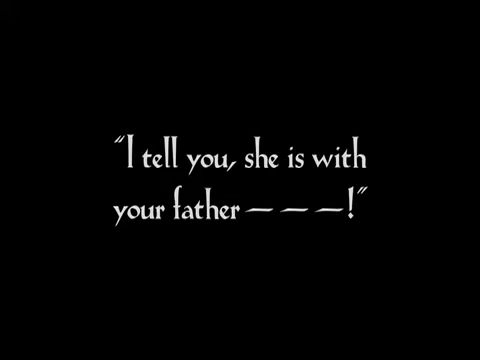 "I tell you, she is with
your father — — —!"